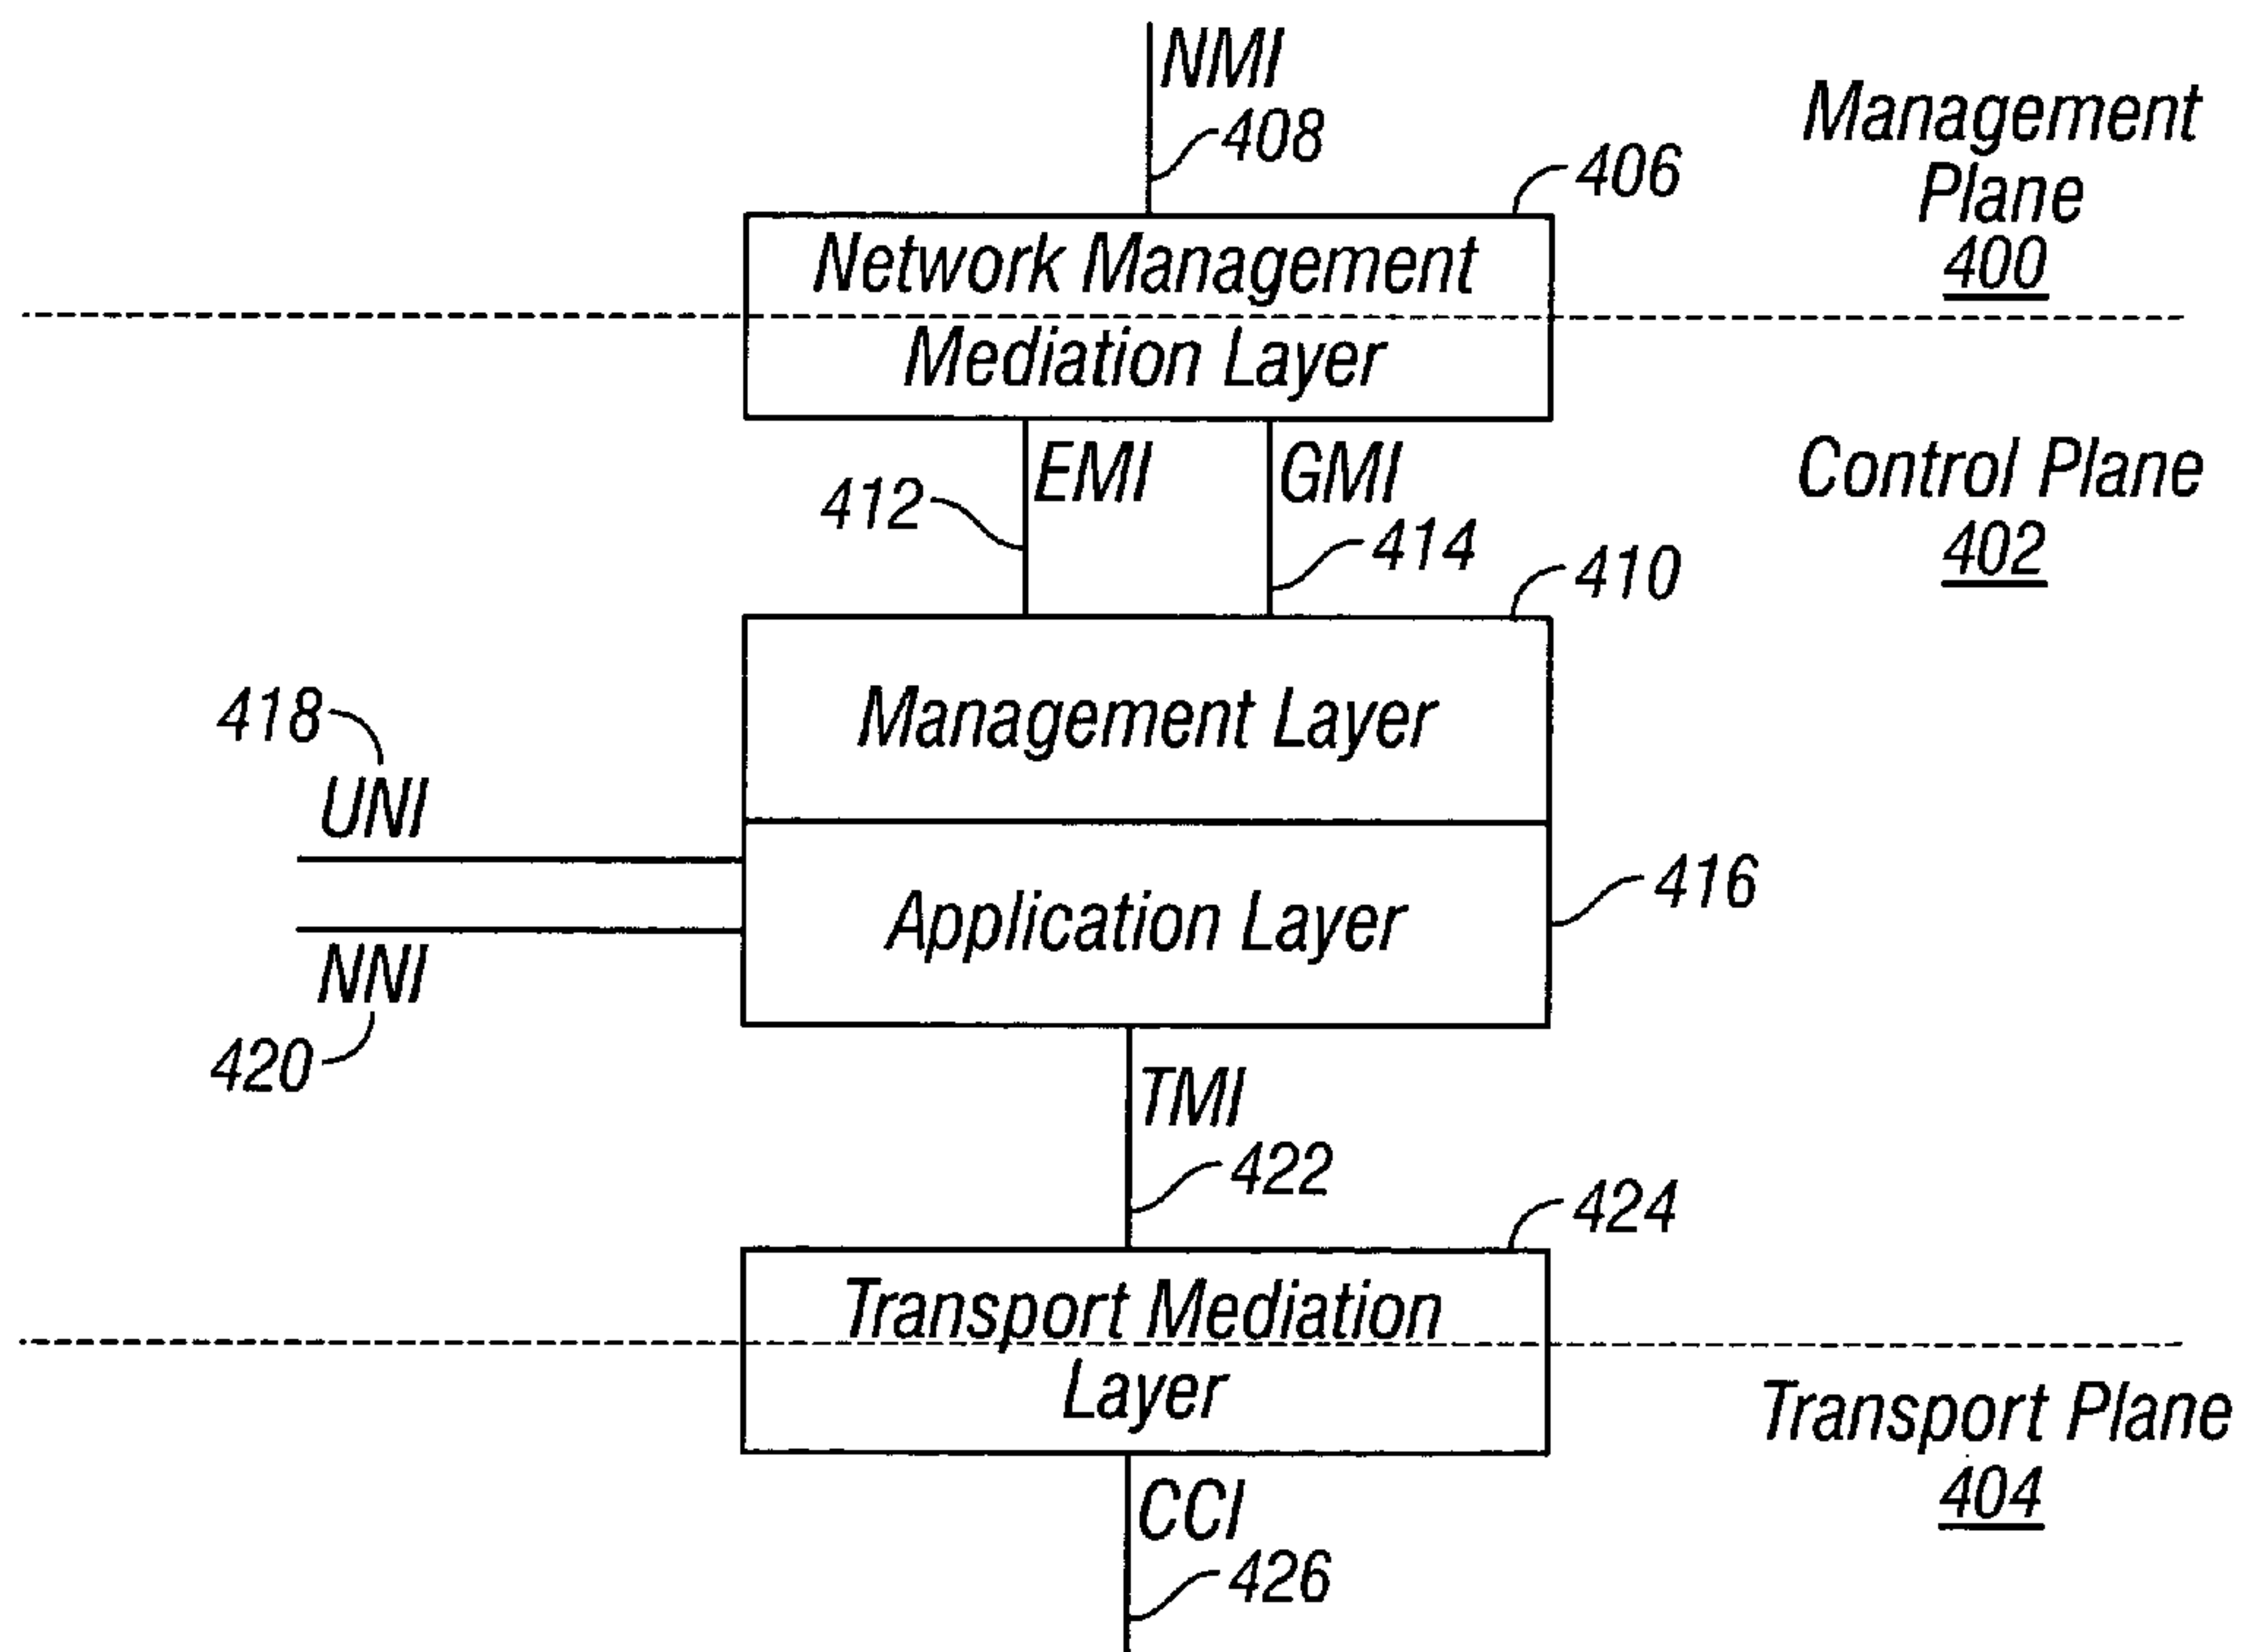 NMI
408
406
Management
Plane
400
Network Management
Mediation Layer
EMI
GMI
412
414
Control Plane
402
410
Management Layer
418
UNI
416
Application Layer
NNI
420
TMI
422
424
Transport Mediation
Layer
Transport Plane
404
CCI
426